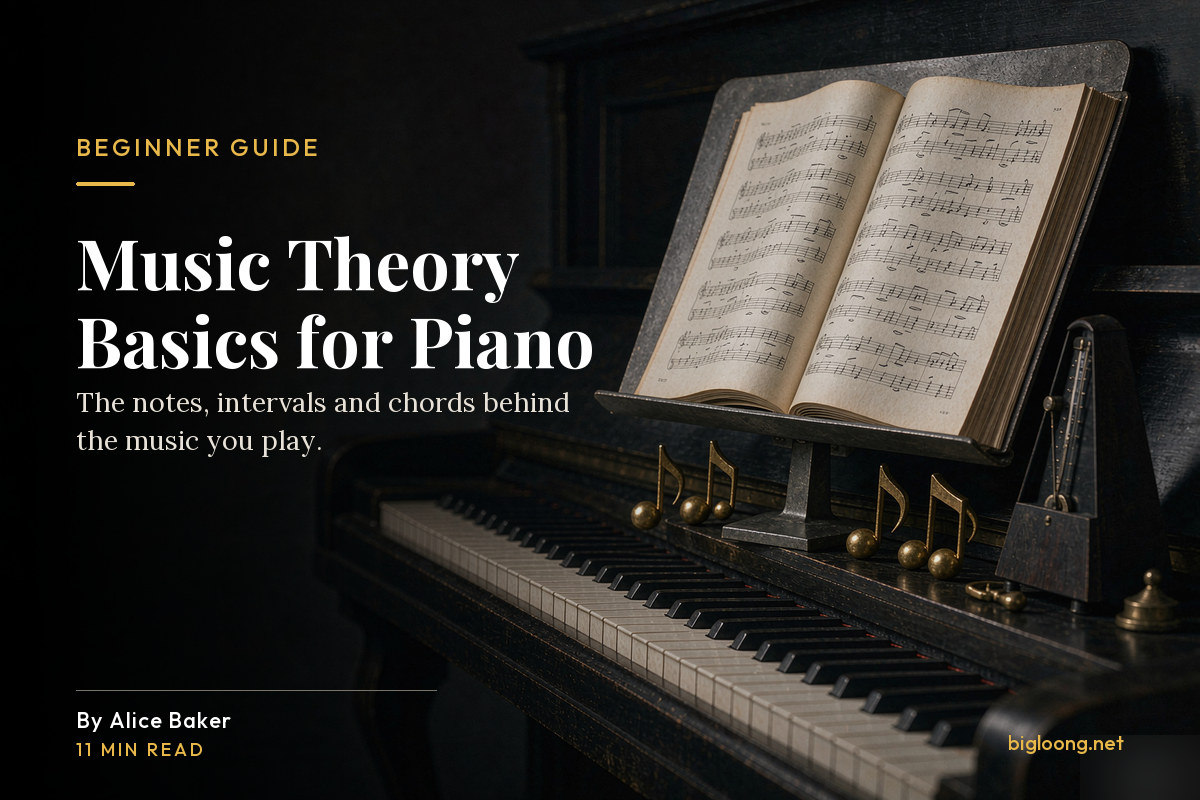 BEGINNER GUIDE
Music Theory
Basics for Piano
The notes, intervals and chords behind
the music you play.
By Alice Baker
11 MIN READ
bigloong.net